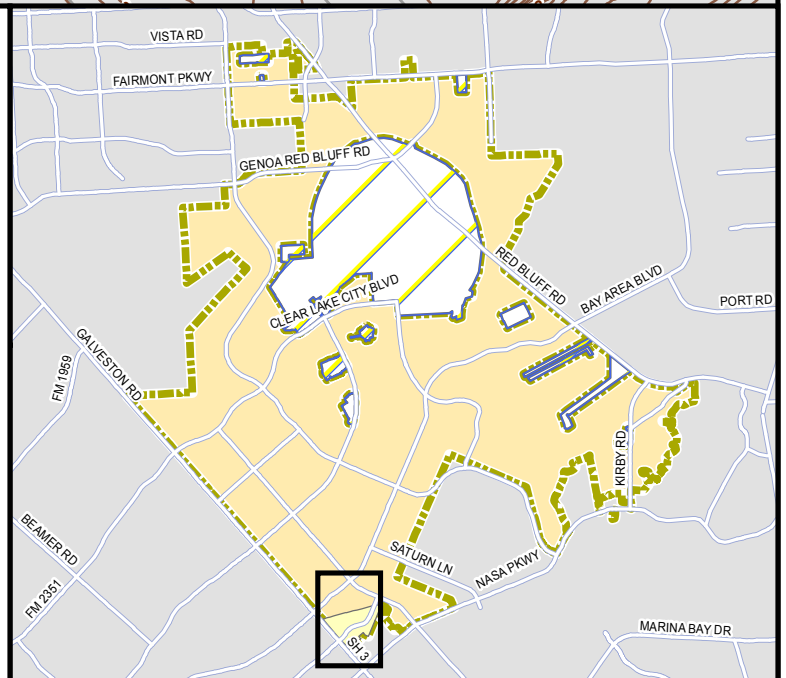 VISTA RD
FAIRMONT PKWY
GENOA RED BLUFF RD
RED BLUFF RD
BAY AREA BLVD
PORT RD
CLEAR LAKE CITY BLVD
GALVESTON RD
FM 1959
KIRBY RD
BEAMER RD
FM 2351
SATURN LN
NASA PKWY
MARINA BAY DR
SH 3